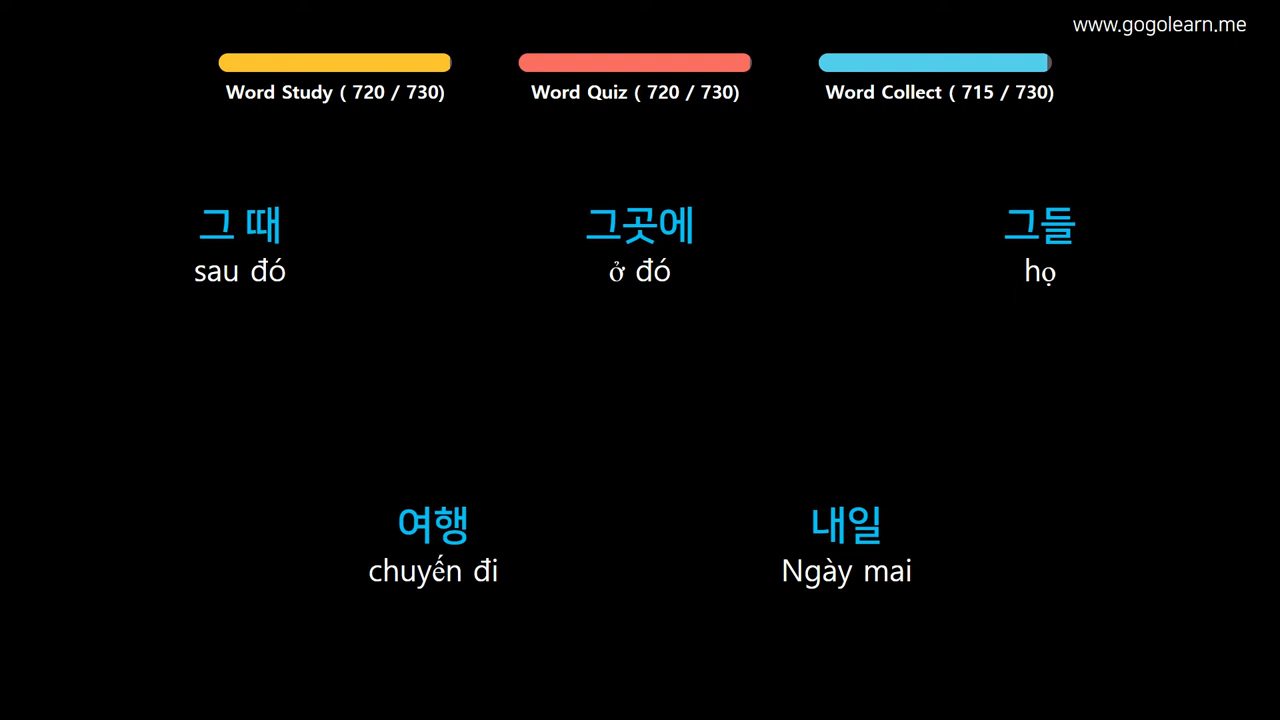 www.gogolearn.me
Word Study ( 720 / 730)
Word Quiz ( 720 / 730)
Word Collect ( 715 / 730)
그 때
sau đó
그곳에
ở đó
그들
họ
여행
chuyến đi
내일
Ngày mai